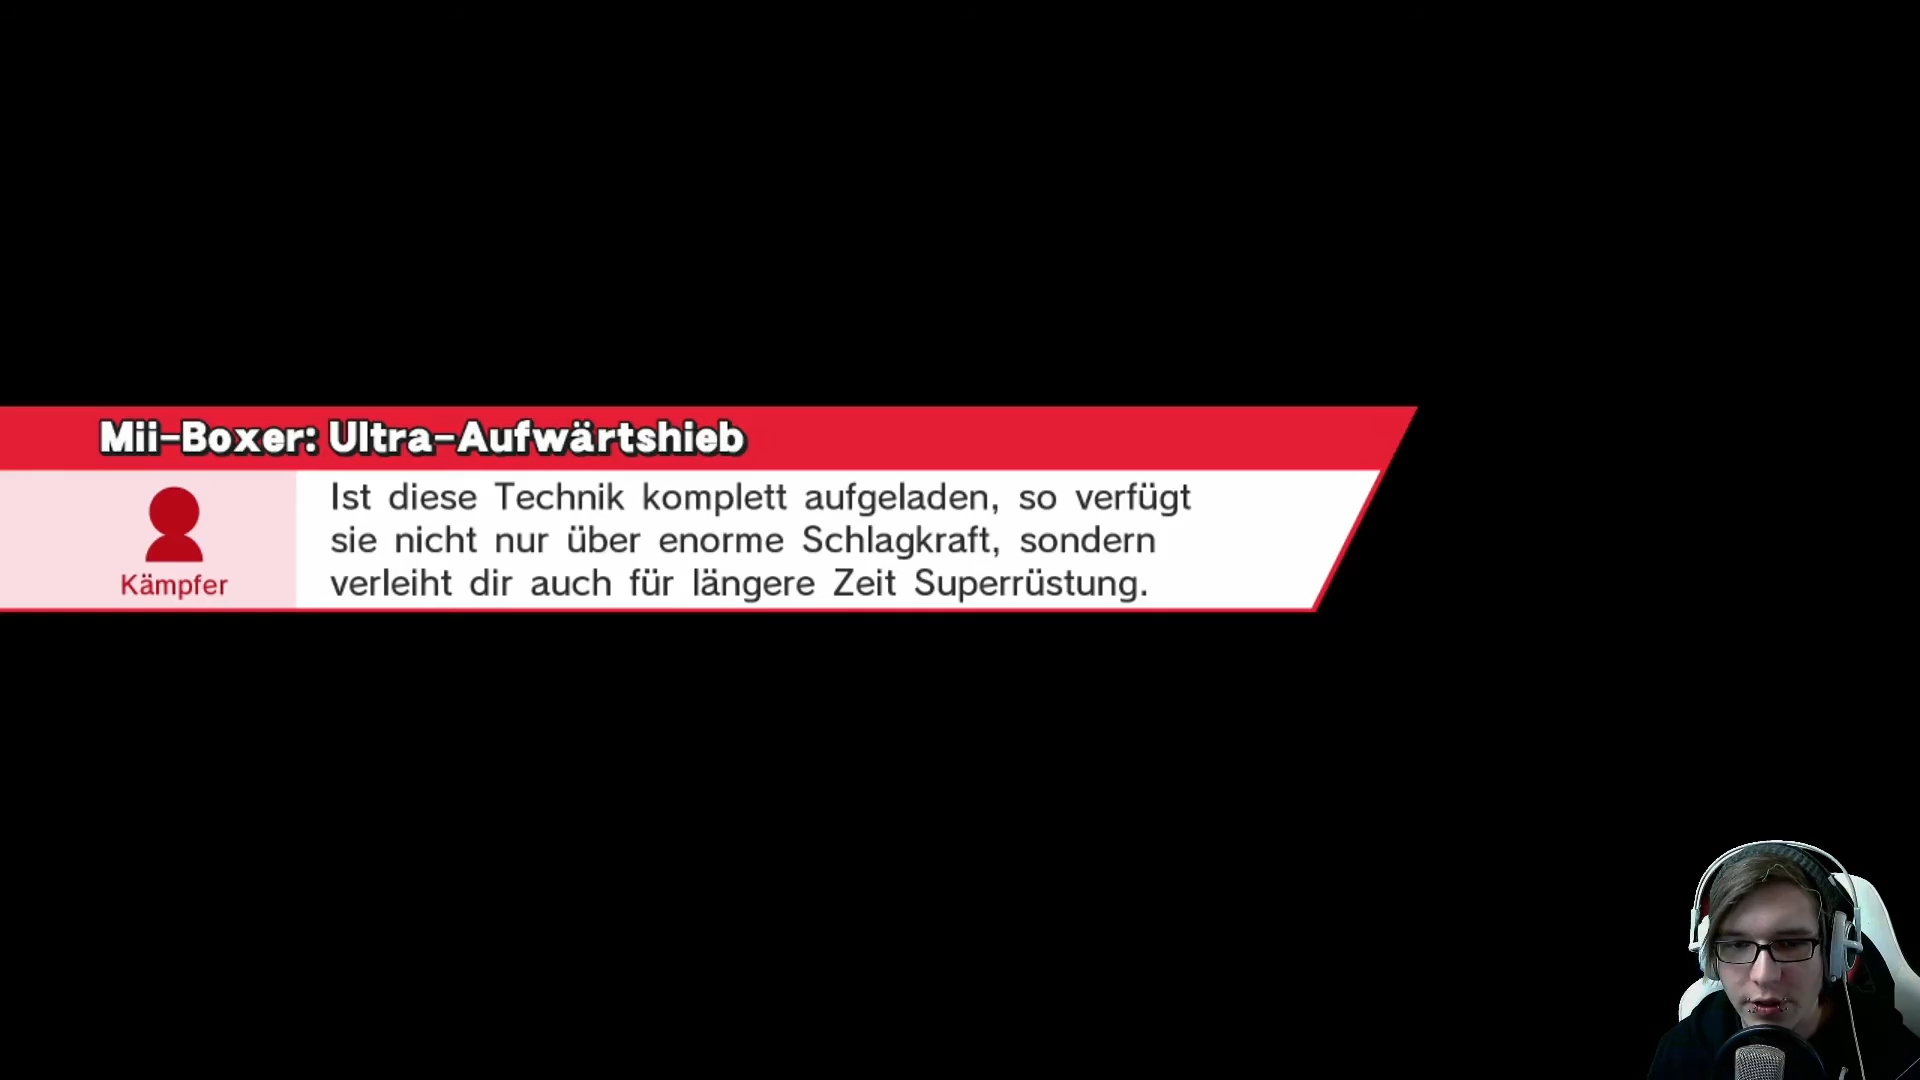 Mii-Boxer: Ultra-Aufwärtshieb
Ist diese Technik komplett aufgeladen, so verfügt
sie nicht nur über enorme Schlagkraft, sondern
verleiht dir auch für längere Zeit Superrüstung.
Kämpfer